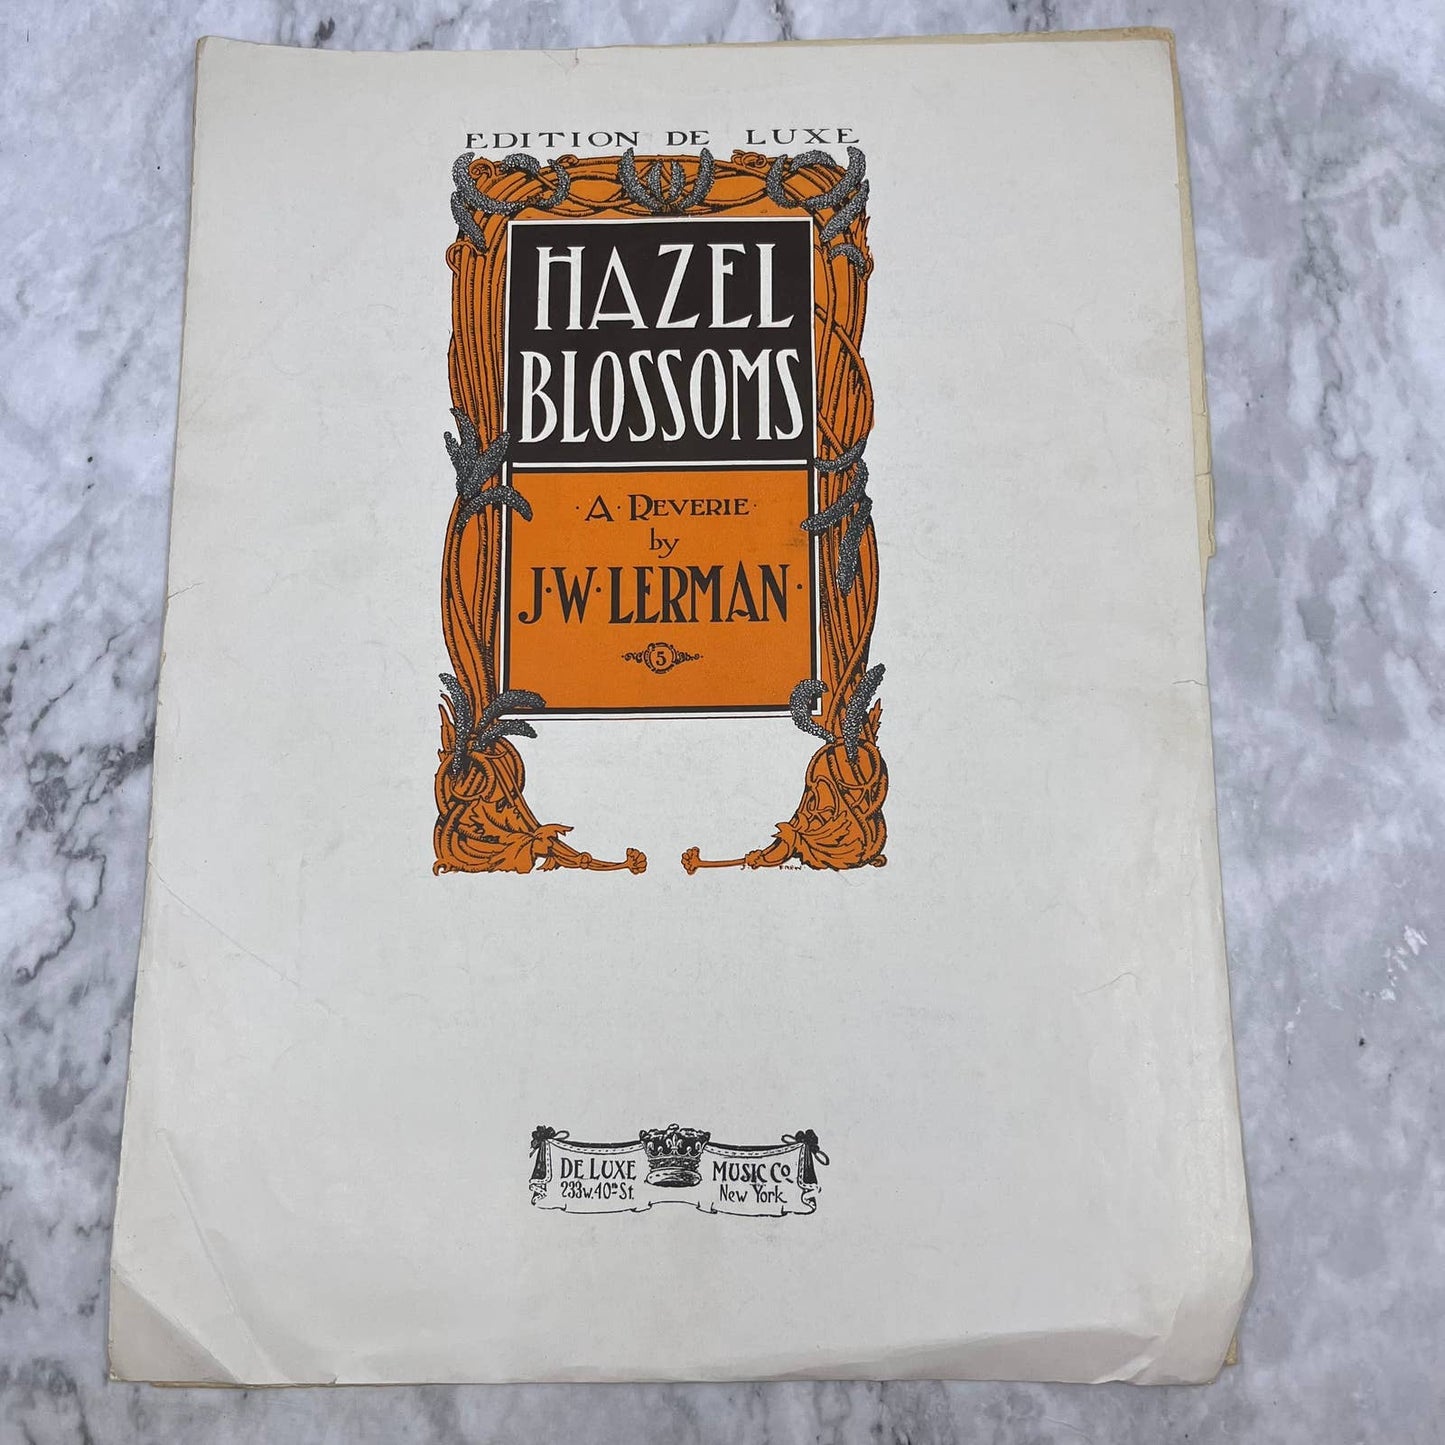 EDITION DE LUXE
HAZEL
BLOSSOMS
· A · REVERIE ·
by
J · W · LERMAN ·
5
DE LUXE MUSIC CO.
233 W. 40TH ST. New York